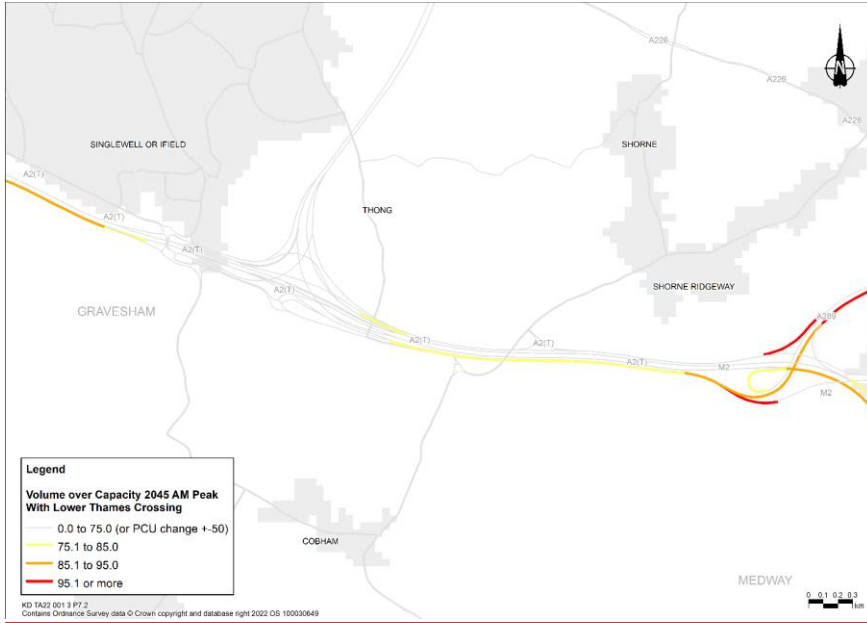 A226
A226
N
A226
SINGLEWELL OR IFIELD
SHORNE
A2(T)
A2(T)
THONG
A2(T)
A2(T)
SHORNE RIDGEWAY
GRAVESHAM
A289
A2(T)
A2(T)
A2(T)
M2
M2
COBHAM
MEDWAY
Legend
Volume over Capacity 2045 AM Peak
With Lower Thames Crossing
0.0 to 75.0 (or PCU change +-50)
75.1 to 85.0
85.1 to 95.0
95.1 or more
0 0.1 0.2 0.3
km
KD TA22 001 3 P7.2
Contains Ordnance Survey data © Crown copyright and database right 2022 OS 100030649